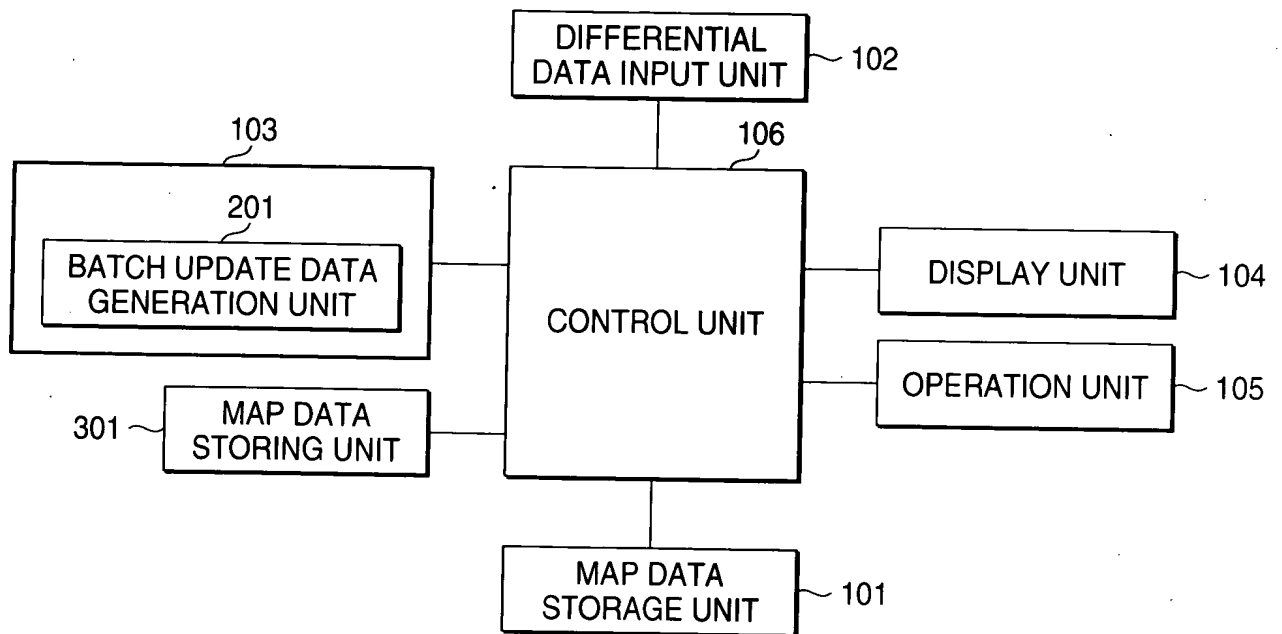 DIFFERENTIAL
DATA INPUT UNIT
102
103
106
201
BATCH UPDATE DATA
GENERATION UNIT
CONTROL UNIT
DISPLAY UNIT
104
OPERATION UNIT
105
301
MAP DATA
STORING UNIT
MAP DATA
STORAGE UNIT
101